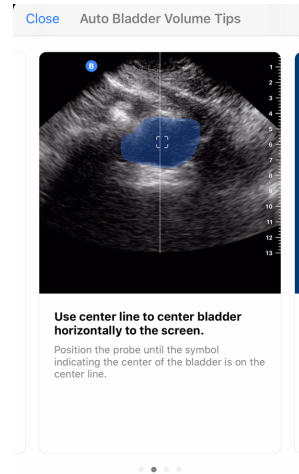 Close Auto Bladder Volume Tips
B
1
2
3
4
5
6
7
8
9
10
11
12
13
Use center line to center bladder
horizontally to the screen.
Position the probe until the symbol
indicating the center of the bladder is on the
center line.